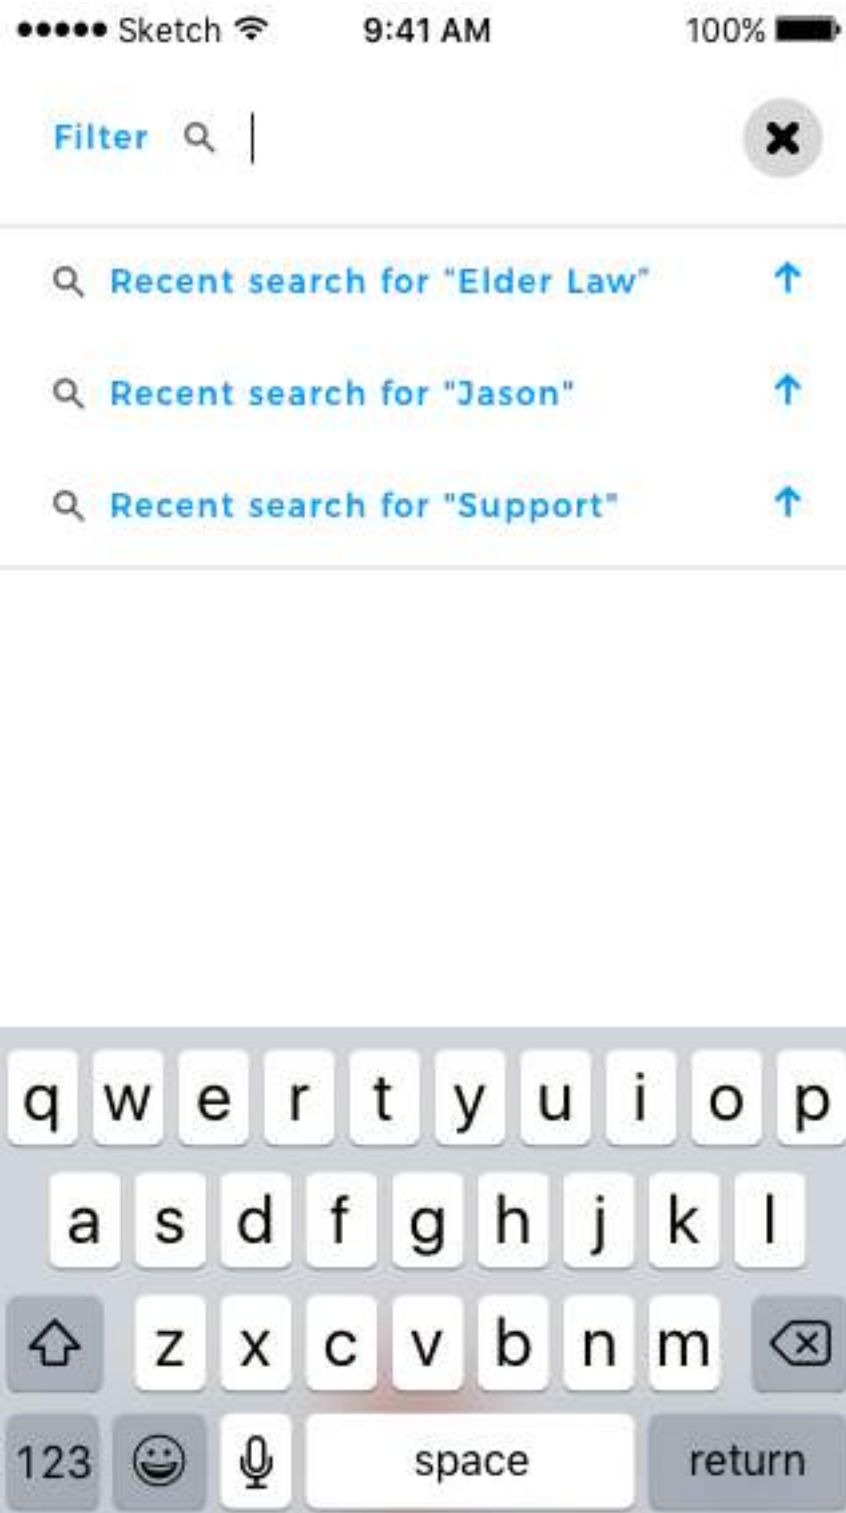 Sketch 9:41 AM 100%
Filter
Recent search for “Elder Law”
Recent search for "Jason"
Recent search for "Support"
q w e r t y u i o p
a s d f g h j k l
z x c v b n m
123 space return